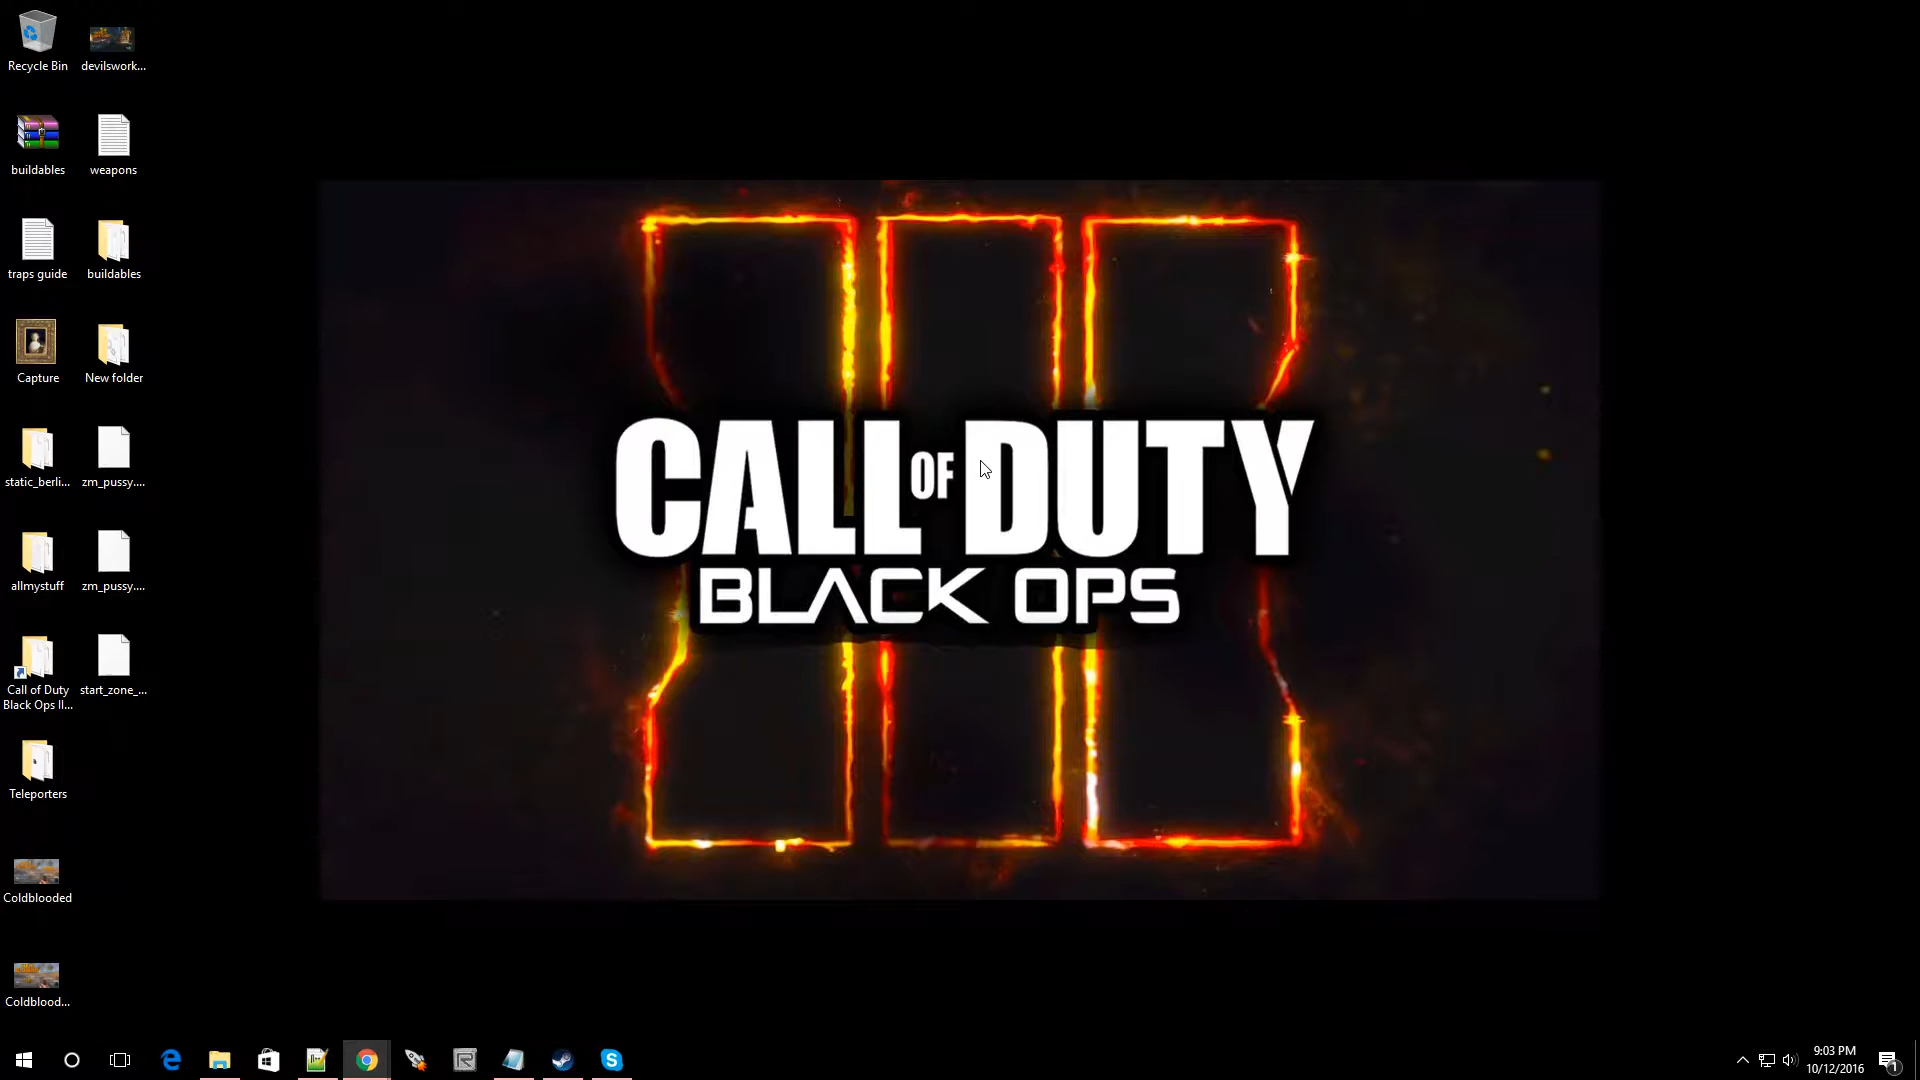 Recycle Bin
devilswork...
buildables
weapons
traps guide
buildables
Capture
New folder
static_berli...
zm_pussy....
allmystuff
zm_pussy....
Call of Duty
Black Ops II...
start_zone_...
Teleporters
Coldblooded
Coldblood...
CALL OF DUTY
BLACK OPS
9:03 PM
10/12/2016
1